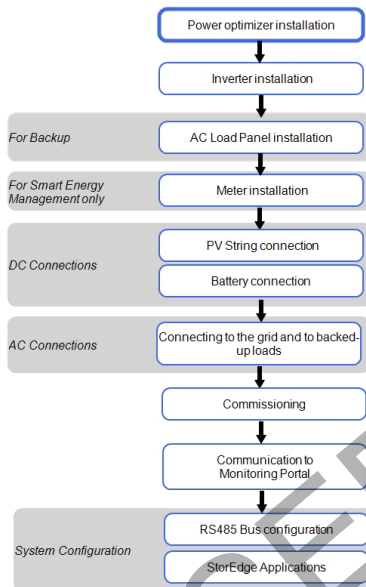 Power optimizer installation
Inverter installation
For Backup
AC Load Panel installation
For Smart Energy
Management only
Meter installation
DC Connections
PV String connection
Battery connection
AC Connections
Connecting to the grid and to backed-
up loads
Commissioning
Communication to
Monitoring Portal
System Configuration
RS485 Bus configuration
StorEdge Applications